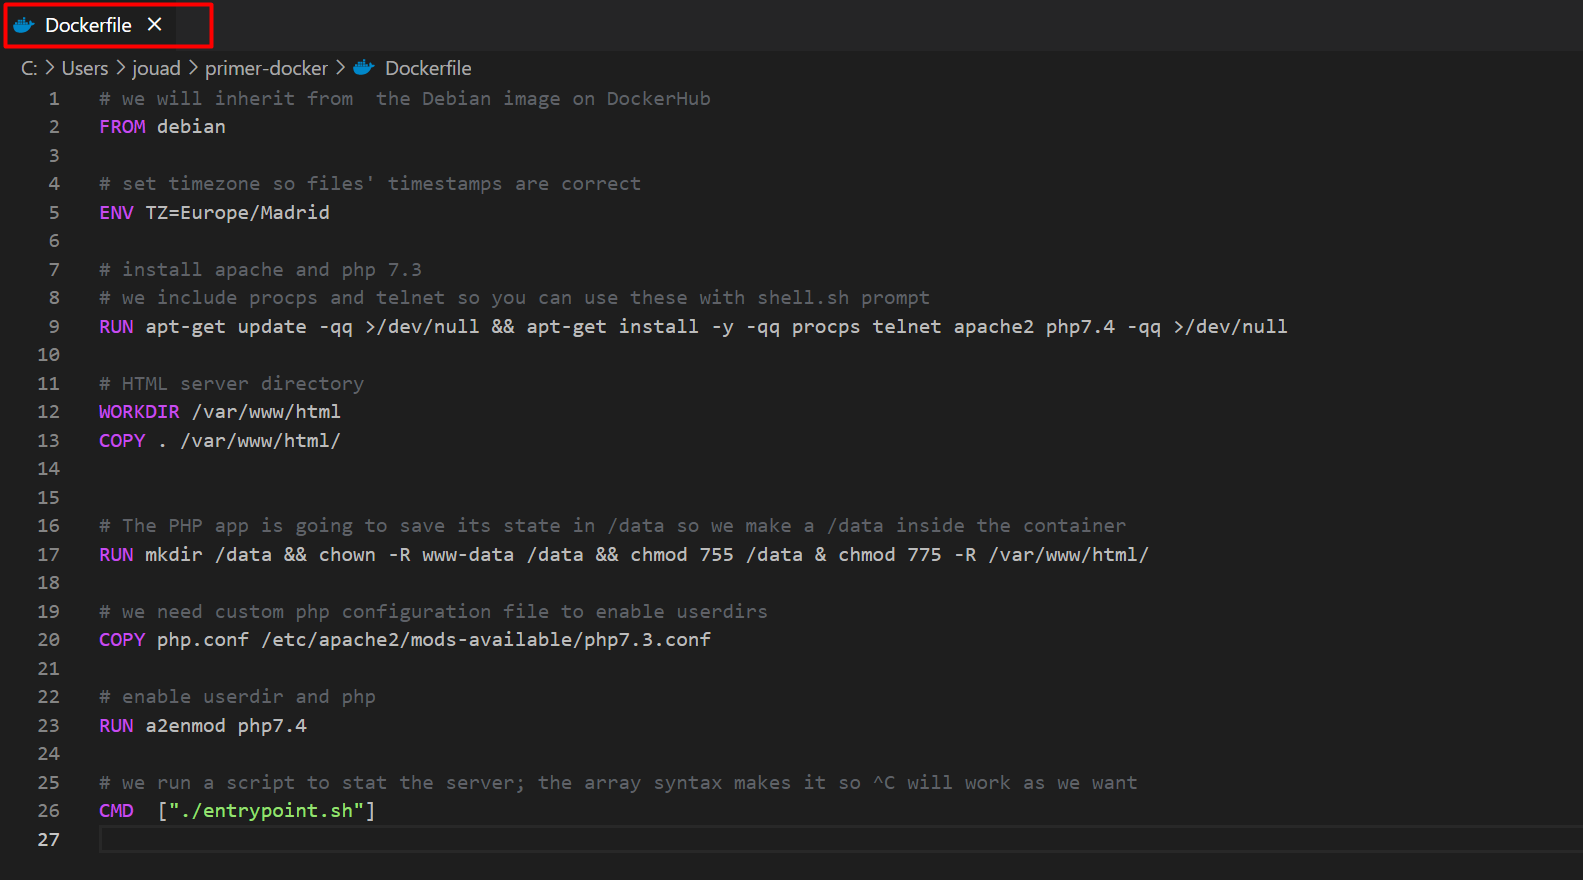 Dockerfile ×
C: > Users > jouad > primer-docker > Dockerfile
1 # we will inherit from  the Debian image on DockerHub
2 FROM debian
3
4 # set timezone so files' timestamps are correct
5 ENV TZ=Europe/Madrid
6
7 # install apache and php 7.3
8 # we include procps and telnet so you can use these with shell.sh prompt
9 RUN apt-get update -qq >/dev/null && apt-get install -y -qq procps telnet apache2 php7.4 -qq >/dev/null
10
11 # HTML server directory
12 WORKDIR /var/www/html
13 COPY . /var/www/html/
14
15
16 # The PHP app is going to save its state in /data so we make a /data inside the container
17 RUN mkdir /data && chown -R www-data /data && chmod 755 /data & chmod 775 -R /var/www/html/
18
19 # we need custom php configuration file to enable userdirs
20 COPY php.conf /etc/apache2/mods-available/php7.3.conf
21
22 # enable userdir and php
23 RUN a2enmod php7.4
24
25 # we run a script to stat the server; the array syntax makes it so ^C will work as we want
26 CMD  ["./entrypoint.sh"]
27